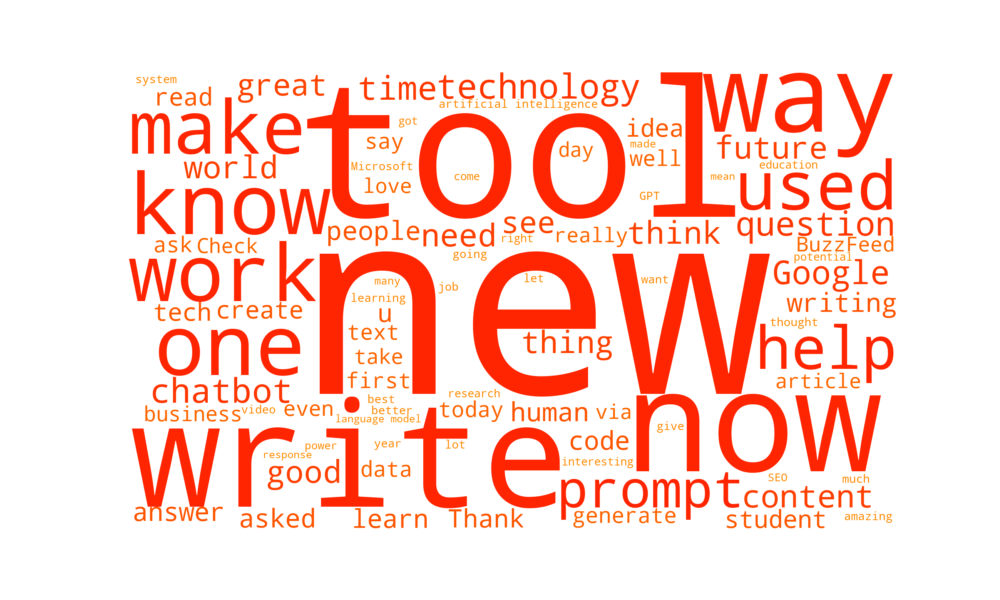 system
read
great
time
technology
artificial intelligence
way
make
tool
got
say
day
idea
made
well
future
education
world
Microsoft
love
come
mean
GPT
used
know
people
need
see
right
really
think
question
ask
Check
going
BuzzFeed
potential
work
new
many
job
let
want
Google
learning
tech
create
u
writing
text
thing
thought
one
take
help
first
chatbot
article
research
business
video
even
best
better
language model
today
human
via
now
write
power
response
year
lot
code
give
good
data
interesting
prompt
SEO
much
content
answer
asked
learn
Thank
generate
student
amazing